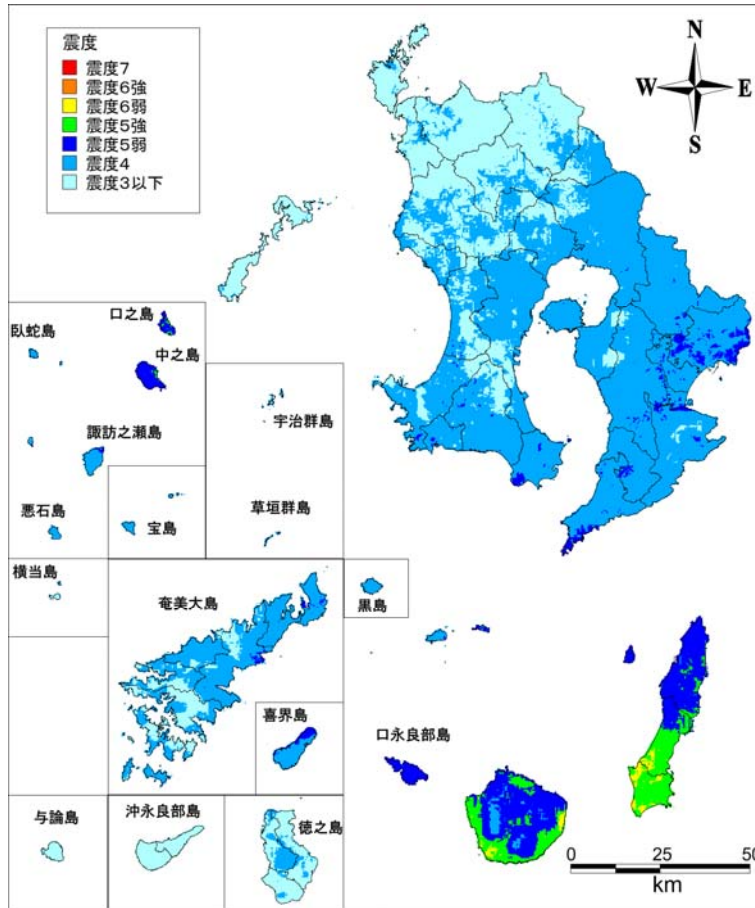 震度
震度7
震度6強
震度6弱
震度5強
震度5弱
震度4
震度3以下
N
W
E
S
口之島
臥蛇島
中之島
宇治群島
諏訪之瀬島
悪石島
宝島
草垣群島
横当島
奄美大島
黒島
喜界島
口永良部島
与論島
沖永良部島
徳之島
0 25 50
km